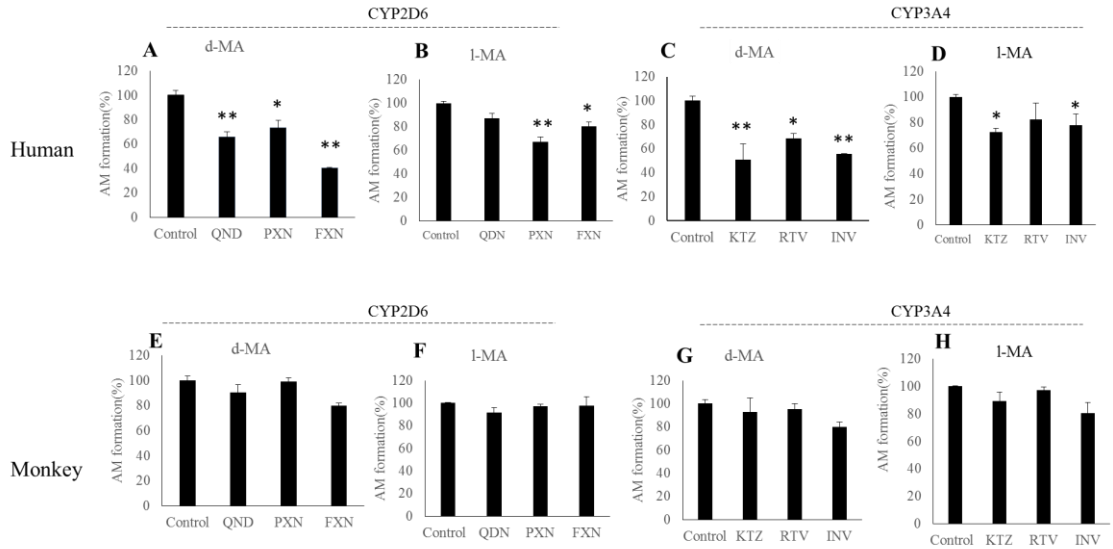 CYP2D6
CYP3A4
Human
A
d-MA
AM formation(%)
120
100
80
60
40
20
0
**
*
**
Control QND PXN FXN
B
l-MA
AM formation(%)
120
100
80
60
40
20
0
**
*
Control QDN PXN FXN
C
d-MA
AM formation(%)
120
100
80
60
40
20
0
**
*
**
Control KTZ RTV INV
D
l-MA
AM formation(%)
120
100
80
60
40
20
0
*
*
Control KTZ RTV INV
CYP2D6
CYP3A4
Monkey
E
d-MA
AM formation(%)
120
100
80
60
40
20
0
Control QND PXN FXN
F
l-MA
AM formation(%)
120
100
80
60
40
20
0
Control QDN PXN FXN
G
d-MA
AM formation(%)
120
100
80
60
40
20
0
Control KTZ RTV INV
H
l-MA
AM formation(%)
120
100
80
60
40
20
0
Control KTZ RTV INV